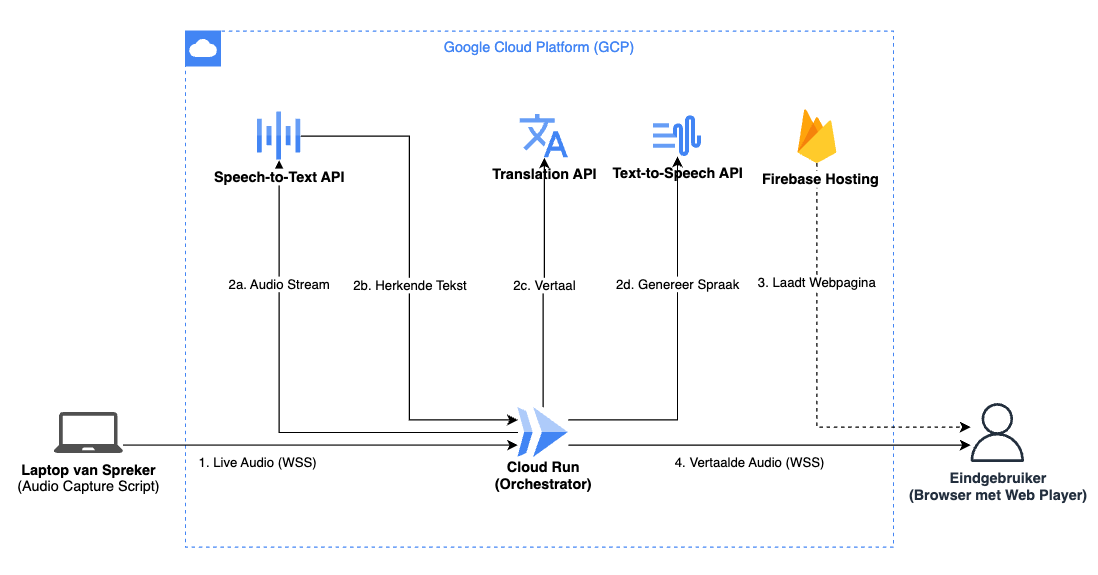 Google Cloud Platform (GCP)
Speech-to-Text API
Translation API
Text-to-Speech API
Firebase Hosting
2a. Audio Stream
2b. Herkende Tekst
2c. Vertaal
2d. Genereer Spraak
3. Laadt Webpagina
Laptop van Spreker
(Audio Capture Script)
1. Live Audio (WSS)
Cloud Run
(Orchestrator)
4. Vertaalde Audio (WSS)
Eindgebruiker
(Browser met Web Player)